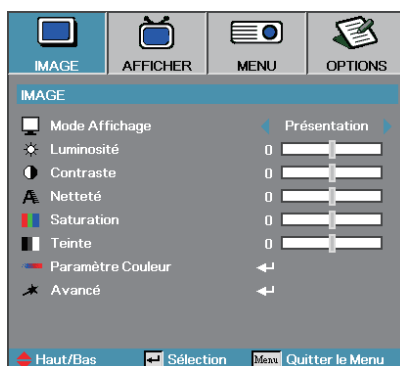 IMAGE AFFICHER MENU OPTIONS
IMAGE
Mode Affichage Présentation
Luminosité 0
Contraste 0
Netteté 0
Saturation 0
Teinte 0
Paramètre Couleur
Avancé
Haut/Bas Sélection Menu Quitter le Menu